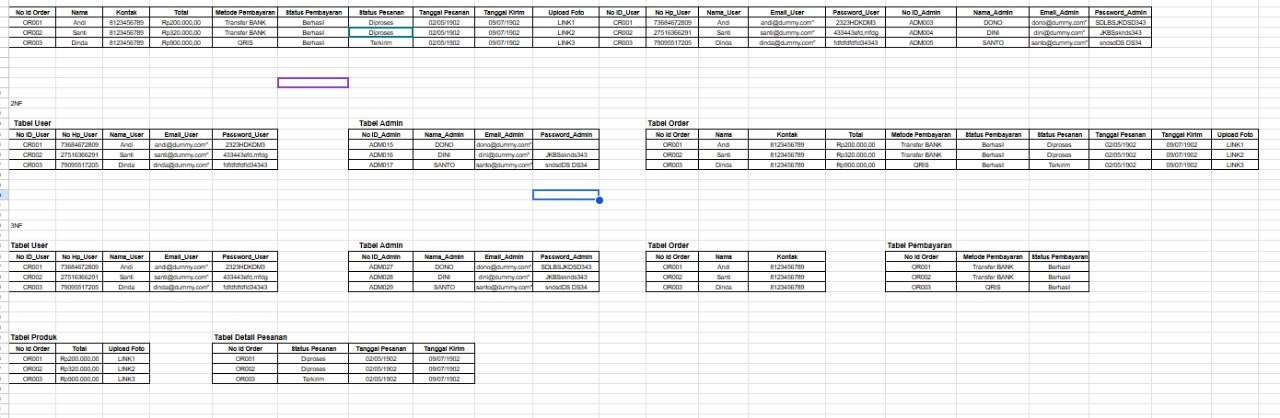 No Id Order Nama Kontak Total Metode Pembayaran Status Pembayaran Status Pesanan Tanggal Pesanan Tanggal Kirim Upload Foto No ID_User No Hp_User Nama_User Email_User Password_User No ID_Admin Nama_Admin Email_Admin Password_Admin
OR001 Andi 8123456789 Rp200.000,00 Transfer BANK Berhasil Diproses 02/05/1902 09/07/1902 LINK1 CR001 73684672809 Andi andi@dummy.com" 2323HDKDM3 ADM003 DONO dono@dummy.com" SDLBSJKDSD343
OR002 Santi 8123456789 Rp320.000,00 Transfer BANK Berhasil Diproses 02/05/1902 09/07/1902 LINK2 CR002 27516366291 Santi santi@dummy.com" 433443efd,mfdg ADM004 DINI dini@dummy.com" JKBSsknds343
OR003 Dinda 8123456789 Rp900.000,00 QRIS Berhasil Terkirim 02/05/1902 09/07/1902 LINK3 CR003 79095517205 Dinda dinda@dummy.com" ADM005 SANTO santo@dummy.com" sndsdDS DS34
2NF
Tabel User Tabel Admin Tabel Order
No ID_User No Hp_User Nama_User Email_User Password_User No ID_Admin Nama_Admin Email_Admin Password_Admin No Id Order Nama Kontak Total Metode Pembayaran Status Pembayaran Status Pesanan Tanggal Pesanan Tanggal Kirim Upload Foto
CR001 73684672809 Andi andi@dummy.com" 2323HDKDM3 ADM015 DONO dono@dummy.com" OR001 Andi 8123456789 Rp200.000,00 Transfer BANK Berhasil Diproses 02/05/1902 09/07/1902 LINK1
CR002 27516366291 Santi santi@dummy.com" 433443efd,mfdg ADM016 DINI dini@dummy.com" JKBSsknds343 OR002 Santi 8123456789 Rp320.000,00 Transfer BANK Berhasil Diproses 02/05/1902 09/07/1902 LINK2
CR003 79095517205 Dinda dinda@dummy.com" ADM017 SANTO santo@dummy.com" sndsdDS DS34 OR003 Dinda 8123456789 Rp900.000,00 QRIS Berhasil Terkirim 02/05/1902 09/07/1902 LINK3
3NF
Tabel User Tabel Admin Tabel Order Tabel Pembayaran
No ID_User No Hp_User Nama_User Email_User Password_User No ID_Admin Nama_Admin Email_Admin Password_Admin No Id Order Nama Kontak No Id Order Metode Pembayaran Status Pembayaran
CR001 73684672809 Andi andi@dummy.com" 2323HDKDM3 ADM027 DONO dono@dummy.com" SDLBSJKDSD343 OR001 Andi 8123456789 OR001 Transfer BANK Berhasil
CR002 27516366291 Santi santi@dummy.com" 433443efd,mfdg ADM028 DINI dini@dummy.com" JKBSsknds343 OR002 Santi 8123456789 OR002 Transfer BANK Berhasil
CR003 79095517205 Dinda dinda@dummy.com" ADM029 SANTO santo@dummy.com" sndsdDS DS34 OR003 Dinda 8123456789 OR003 QRIS Berhasil
Tabel Produk Tabel Detail Pesanan
No Id Order Total Upload Foto No Id Order Status Pesanan Tanggal Pesanan Tanggal Kirim
OR001 Rp200.000,00 LINK1 OR001 Diproses 02/05/1902 09/07/1902
OR002 Rp320.000,00 LINK2 OR002 Diproses 02/05/1902 09/07/1902
OR003 Rp900.000,00 LINK3 OR003 Terkirim 02/05/1902 09/07/1902